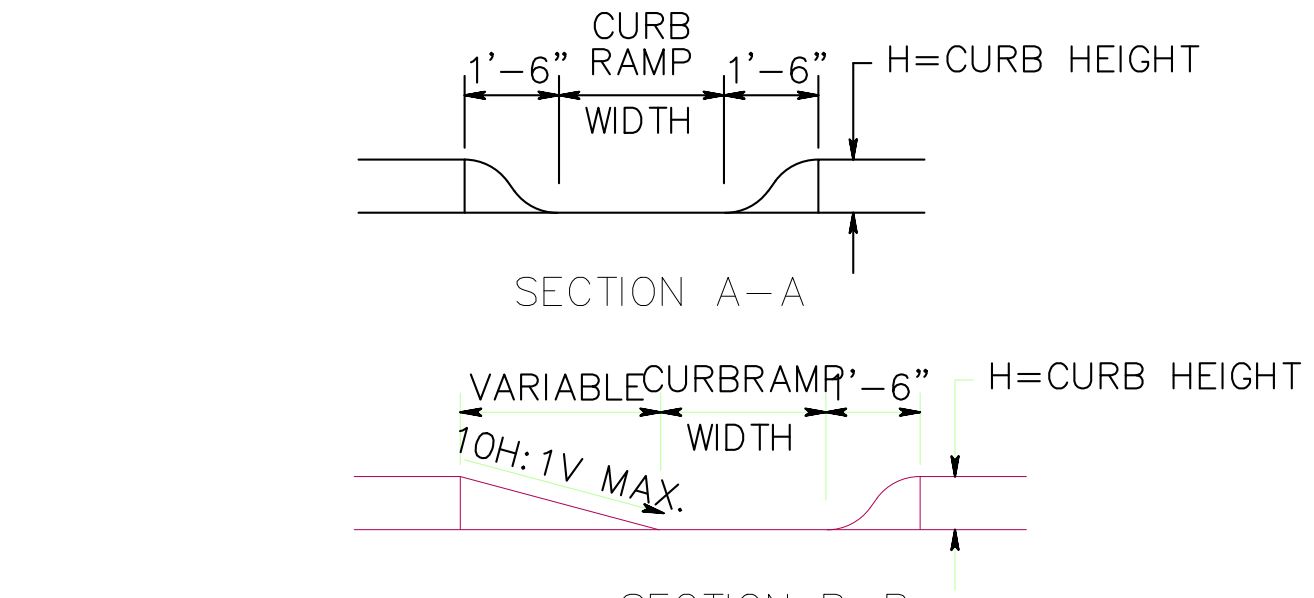 CURB
1'-6" RAMP 1'-6" H=CURB HEIGHT
WIDTH
SECTION A-A
VARIABLE CURBRAMP 1'-6" H=CURB HEIGHT
WIDTH
10H:1V MAX.
SECTION